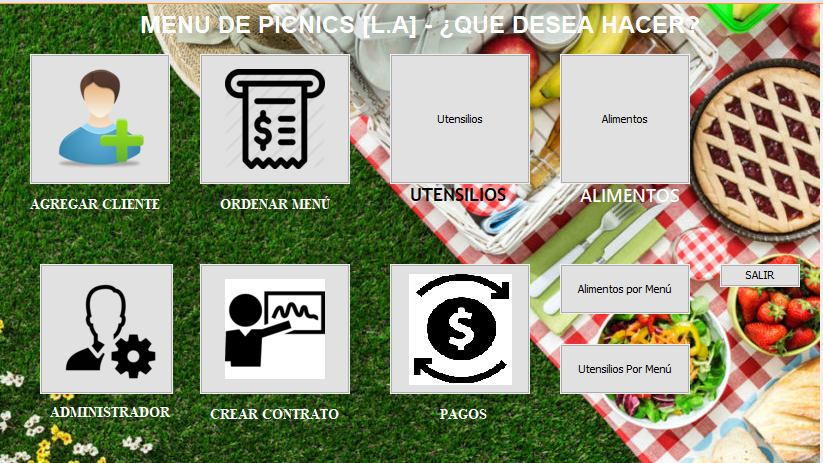 MENU DE PICNICS [L.A] - ¿QUE DESEA HACER?
Utensilios
Alimentos
AGREGAR CLIENTE
ORDENAR MENÚ
UTENSILIOS
ALIMENTOS
Alimentos por Menú
SALIR
Utensilios Por Menú
ADMINISTRADOR
CREAR CONTRATO
PAGOS